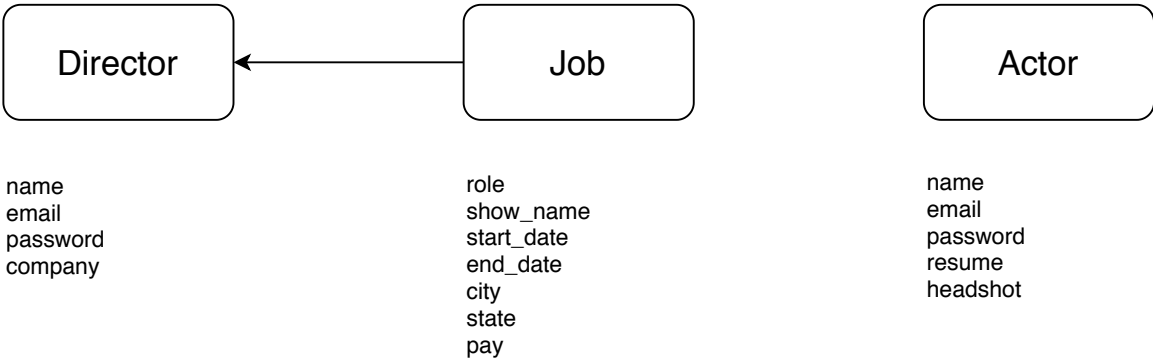 Director
Job
Actor
name
email
password
company
role
show_name
start_date
end_date
city
state
pay
name
email
password
resume
headshot